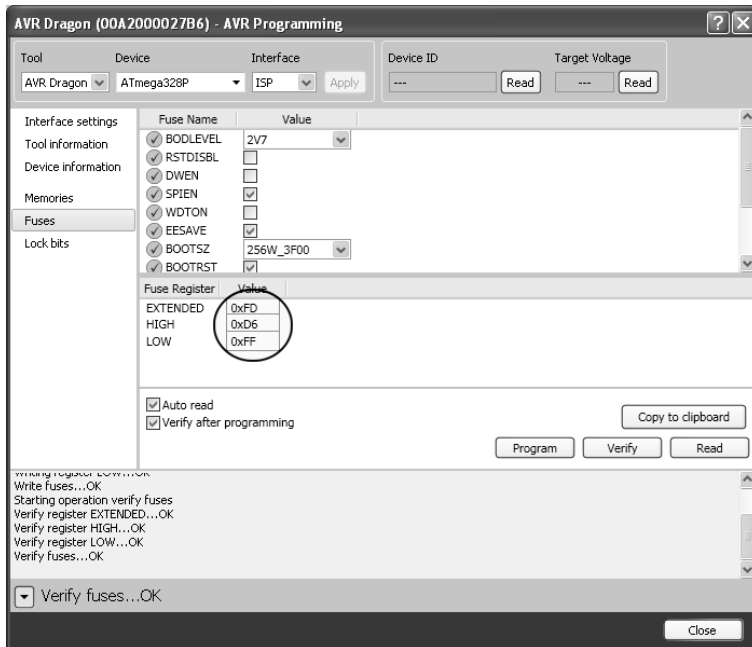 AVR Dragon (00A2000027B6) - AVR Programming
Tool Device Interface Device ID Target Voltage
AVR Dragon ATmega328P ISP Apply --- Read --- Read
Interface settings
Tool information
Device information
Memories
Fuses
Lock bits
Fuse Name Value
BODLEVEL 2V7
RSTDISBL
DWEN
SPIEN
WDTON
EESAVE
BOOTSZ 256W_3F00
BOOTRST
Fuse Register Value
EXTENDED 0xFD
HIGH 0xD6
LOW 0xFF
Auto read
Verify after programming
Copy to clipboard
Program Verify Read
Writing register LOW...OK
Write fuses...OK
Starting operation verify fuses
Verify register EXTENDED...OK
Verify register HIGH...OK
Verify register LOW...OK
Verify fuses...OK
Verify fuses...OK
Close